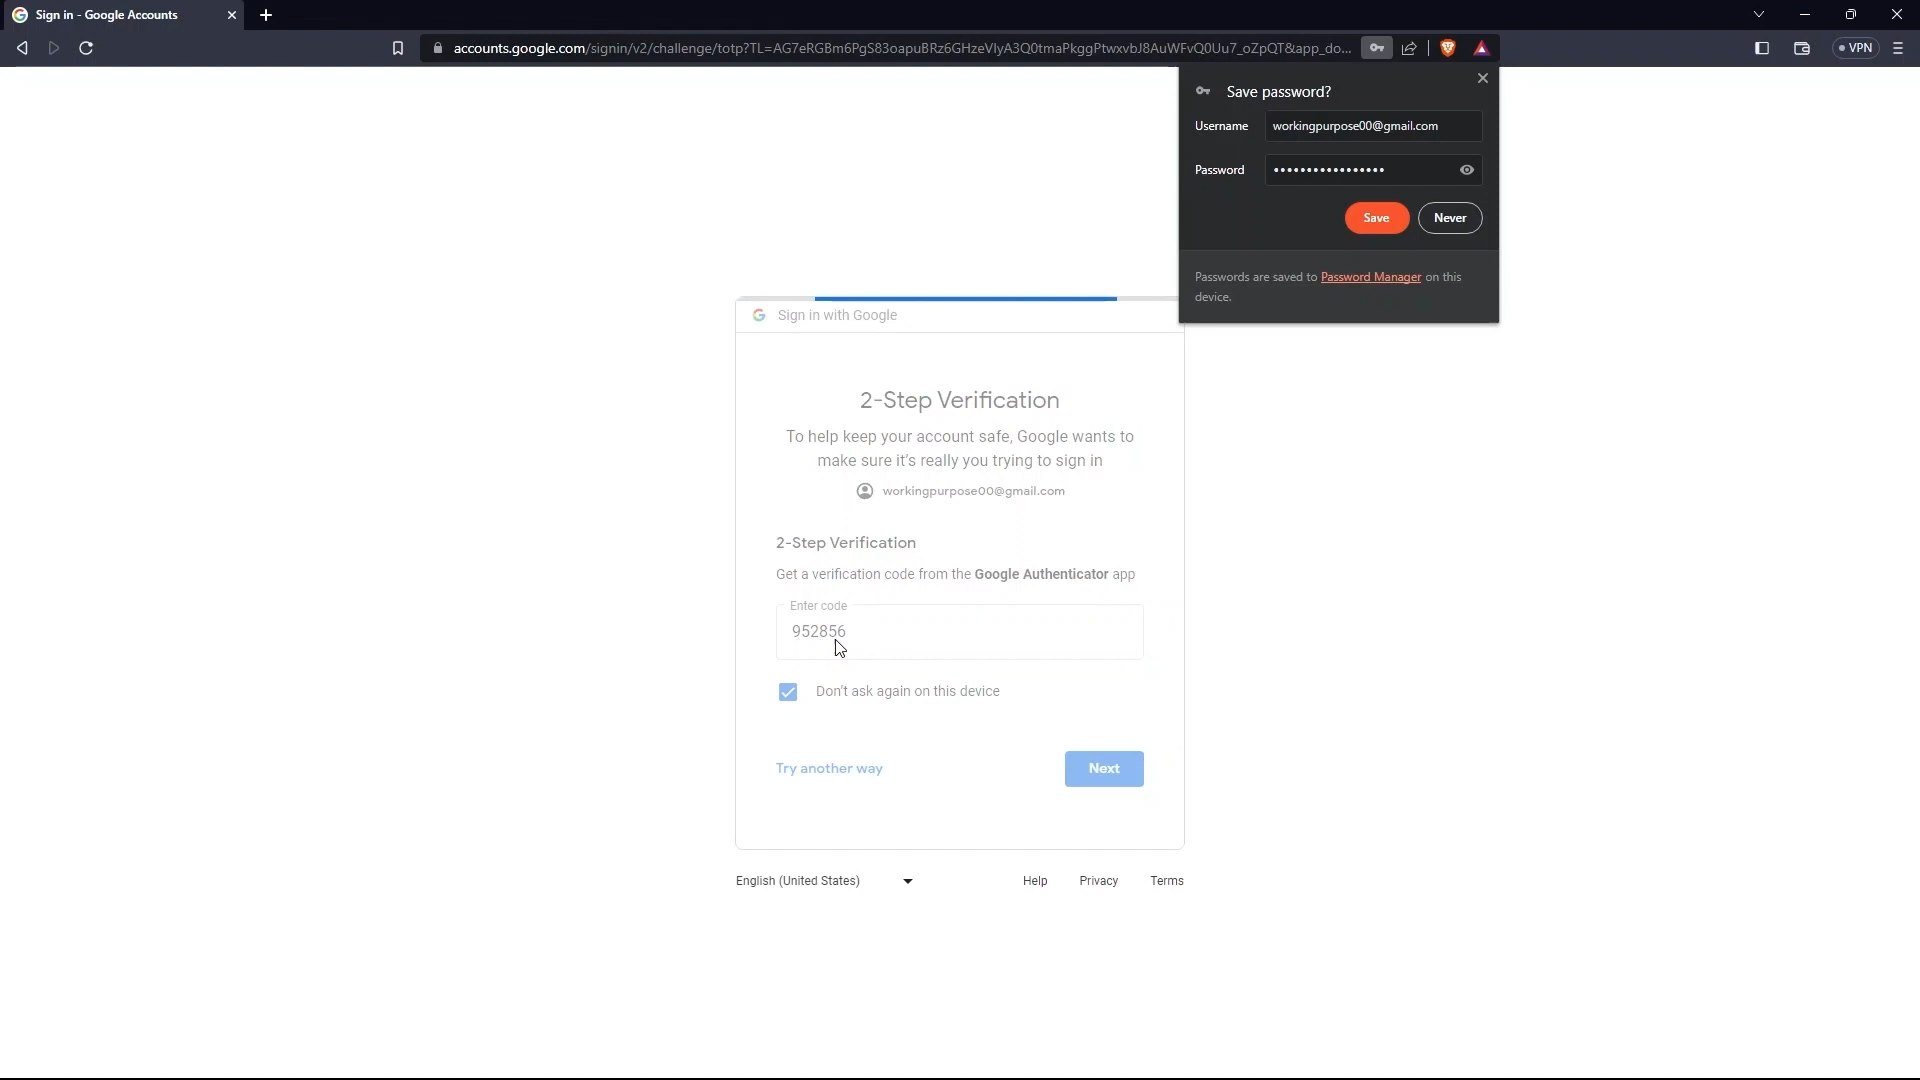 Sign in - Google Accounts
accounts.google.com/signin/v2/challenge/totp?TL=AG7eRGBm6PgS83oapuBRz6GHzeVIyA3Q0tmaPkggPtwxvbJ8AuWFvQ0Uu7_oZpQT&app_do...
VPN
Save password?
Username workingpurpose00@gmail.com
Password •••••••••••••••••
Save Never
Passwords are saved to Password Manager on this
device.
Sign in with Google
2-Step Verification
To help keep your account safe, Google wants to
make sure it's really you trying to sign in
workingpurpose00@gmail.com
2-Step Verification
Get a verification code from the Google Authenticator app
Enter code
952856
Don't ask again on this device
Try another way Next
English (United States) Help Privacy Terms